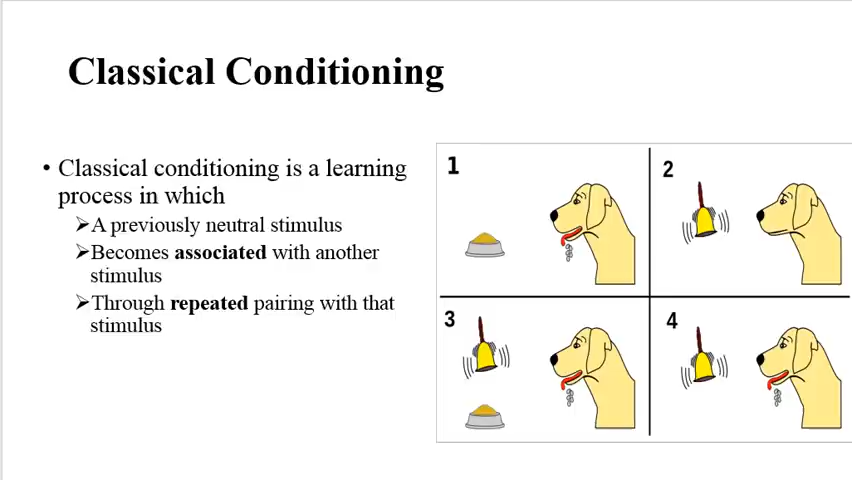 Classical Conditioning
• Classical conditioning is a learning
process in which
➢A previously neutral stimulus
➢Becomes associated with another
stimulus
➢Through repeated pairing with that
stimulus
1
2
3
4